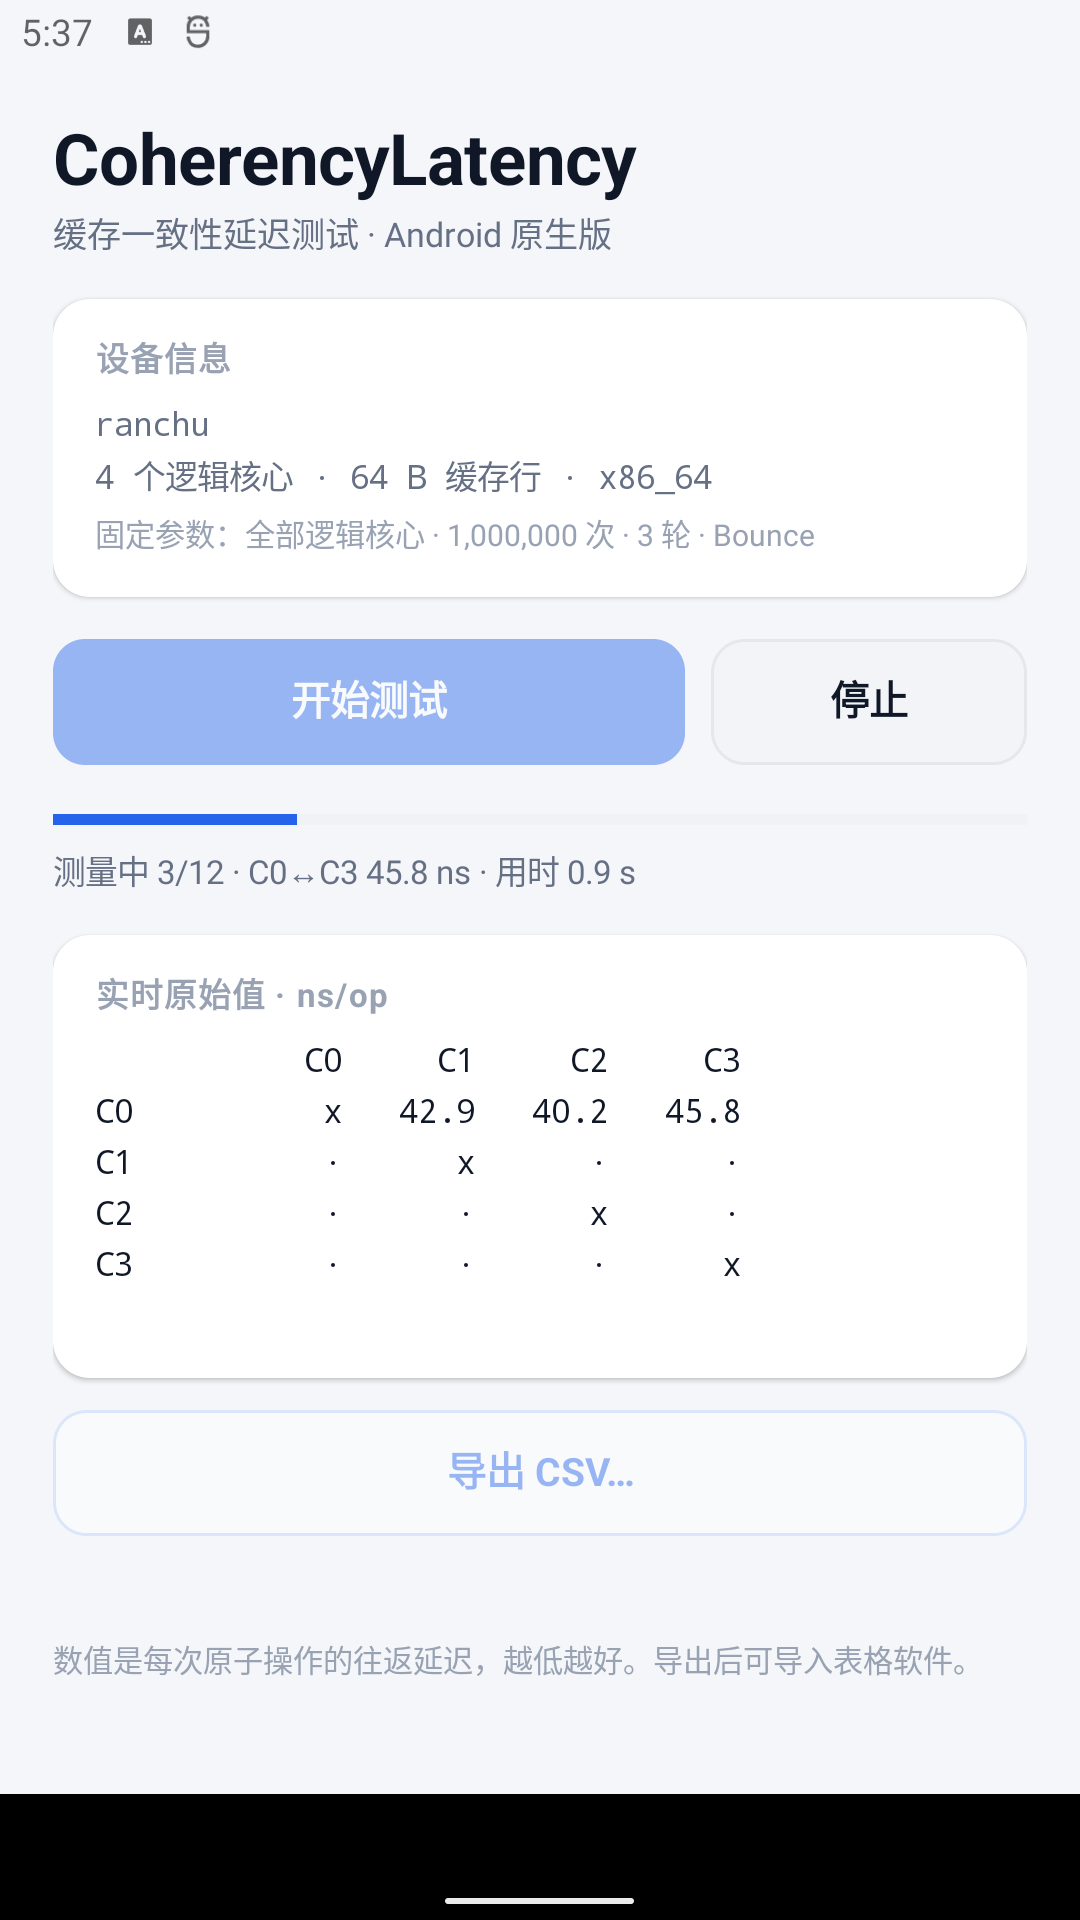 5:37
CoherencyLatency
缓存一致性延迟测试 · Android 原生版
设备信息
ranchu
4 个逻辑核心 · 64 B 缓存行 · x86_64
固定参数：全部逻辑核心 · 1,000,000 次 · 3 轮 · Bounce
开始测试 停止
测量中 3/12 · C0↔C3 45.8 ns · 用时 0.9 s
实时原始值 · ns/op
C0 C1 C2 C3
C0 x 42.9 40.2 45.8
C1 · x · ·
C2 · · x ·
C3 · · · x
导出 CSV…
数值是每次原子操作的往返延迟，越低越好。导出后可导入表格软件。